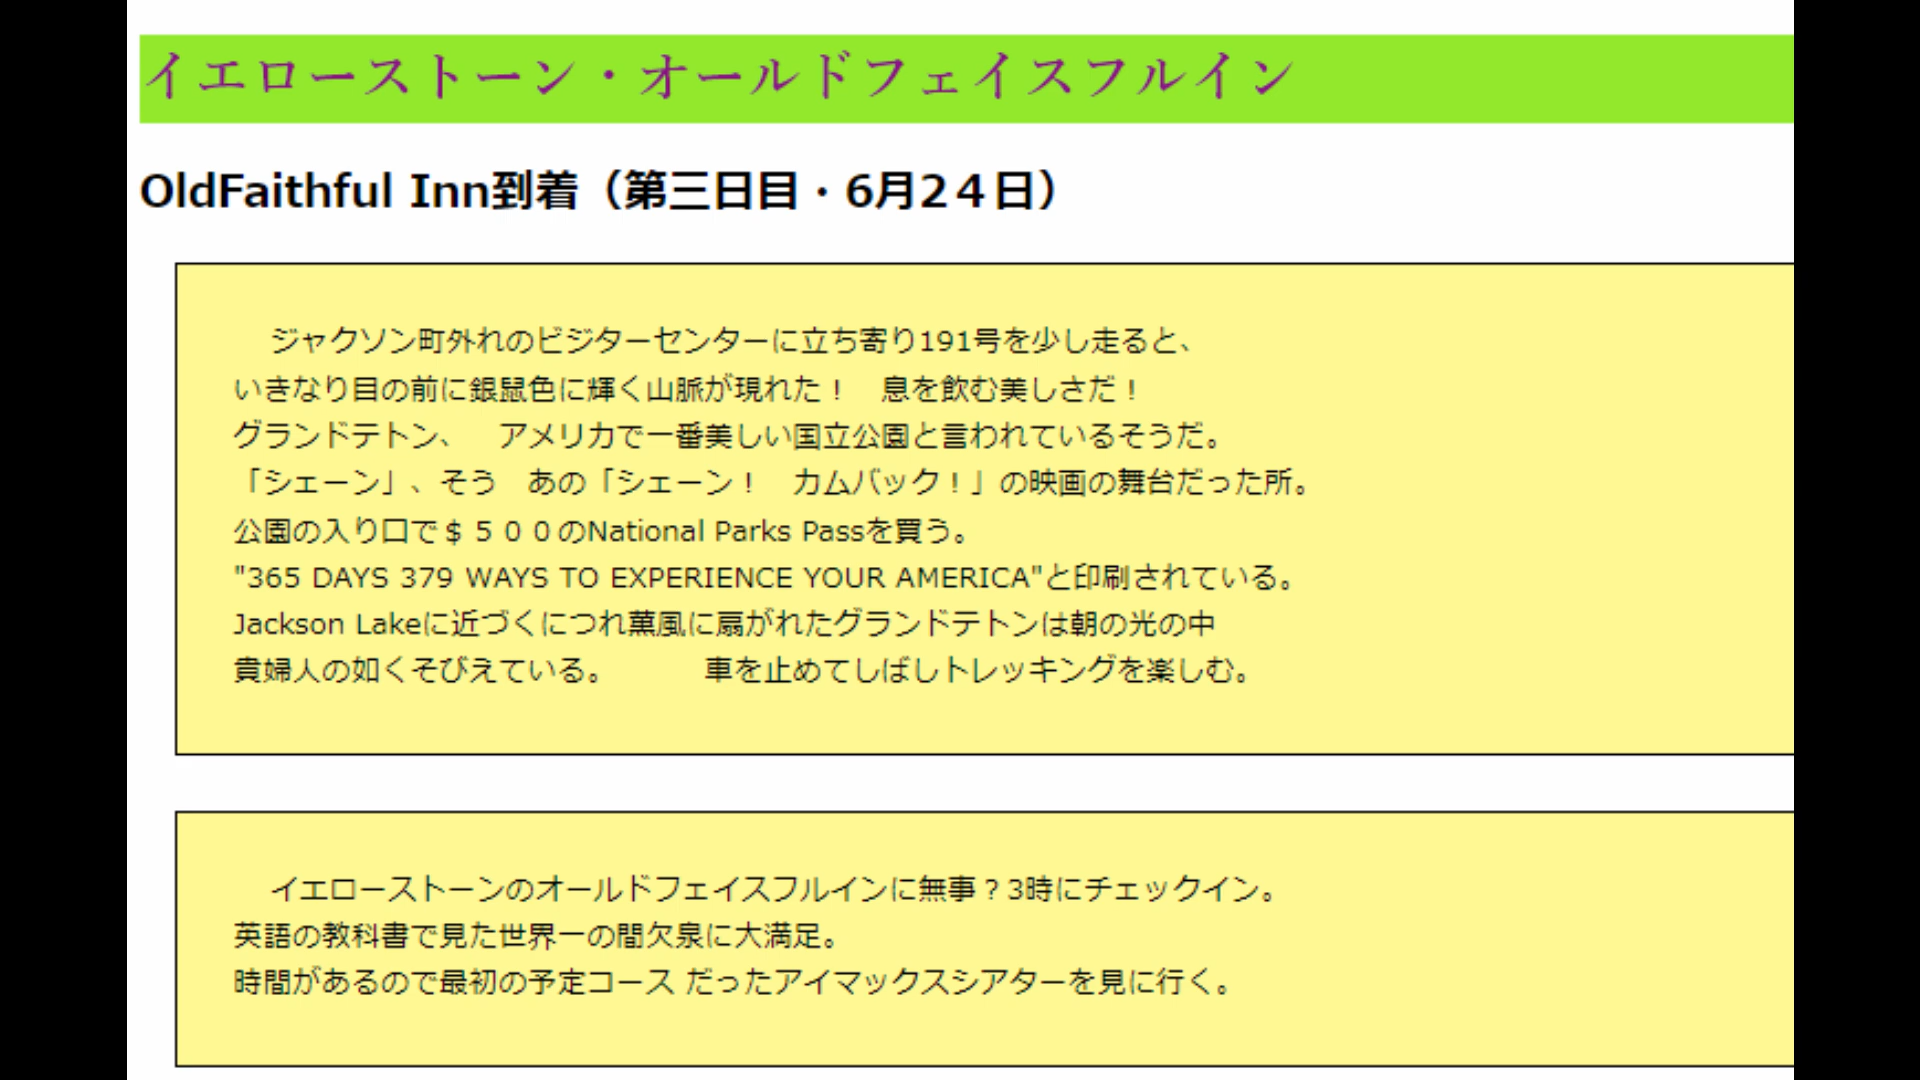 イエローストーン・オールドフェイスフルイン
OldFaithful Inn到着（第三日目・6月2４日）
ジャクソン町外れのビジターセンターに立ち寄り191号を少し走ると、
いきなり目の前に銀鼠色に輝く山脈が現れた！　息を飲む美しさだ！
グランドテトン、　アメリカで一番美しい国立公園と言われているそうだ。
「シェーン」、そう　あの「シェーン！　カムバック！」の映画の舞台だった所。
公園の入り口で＄５００のNational Parks Passを買う。
"365 DAYS 379 WAYS TO EXPERIENCE YOUR AMERICA"と印刷されている。
Jackson Lakeに近づくにつれ薫風に扇がれたグランドテトンは朝の光の中
貴婦人の如くそびえている。　　　車を止めてしばしトレッキングを楽しむ。
イエローストーンのオールドフェイスフルインに無事？3時にチェックイン。
英語の教科書で見た世界一の間欠泉に大満足。
時間があるので最初の予定コース だったアイマックスシアターを見に行く。